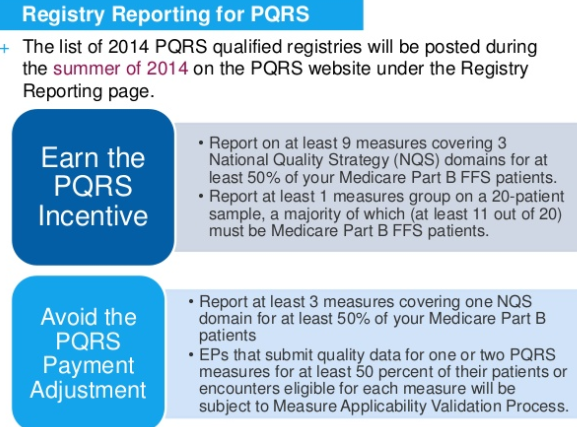 Registry Reporting for PQRS
+ The list of 2014 PQRS qualified registries will be posted during
the summer of 2014 on the PQRS website under the Registry
Reporting page.
Earn the
PQRS
Incentive
• Report on at least 9 measures covering 3
National Quality Strategy (NQS) domains for at
least 50% of your Medicare Part B FFS patients.
• Report at least 1 measures group on a 20-patient
sample, a majority of which (at least 11 out of 20)
must be Medicare Part B FFS patients.
Avoid the
PQRS
Payment
Adjustment
• Report at least 3 measures covering one NQS
domain for at least 50% of your Medicare Part B
patients
• EPs that submit quality data for one or two PQRS
measures for at least 50 percent of their patients or
encounters eligible for each measure will be
subject to Measure Applicability Validation Process.